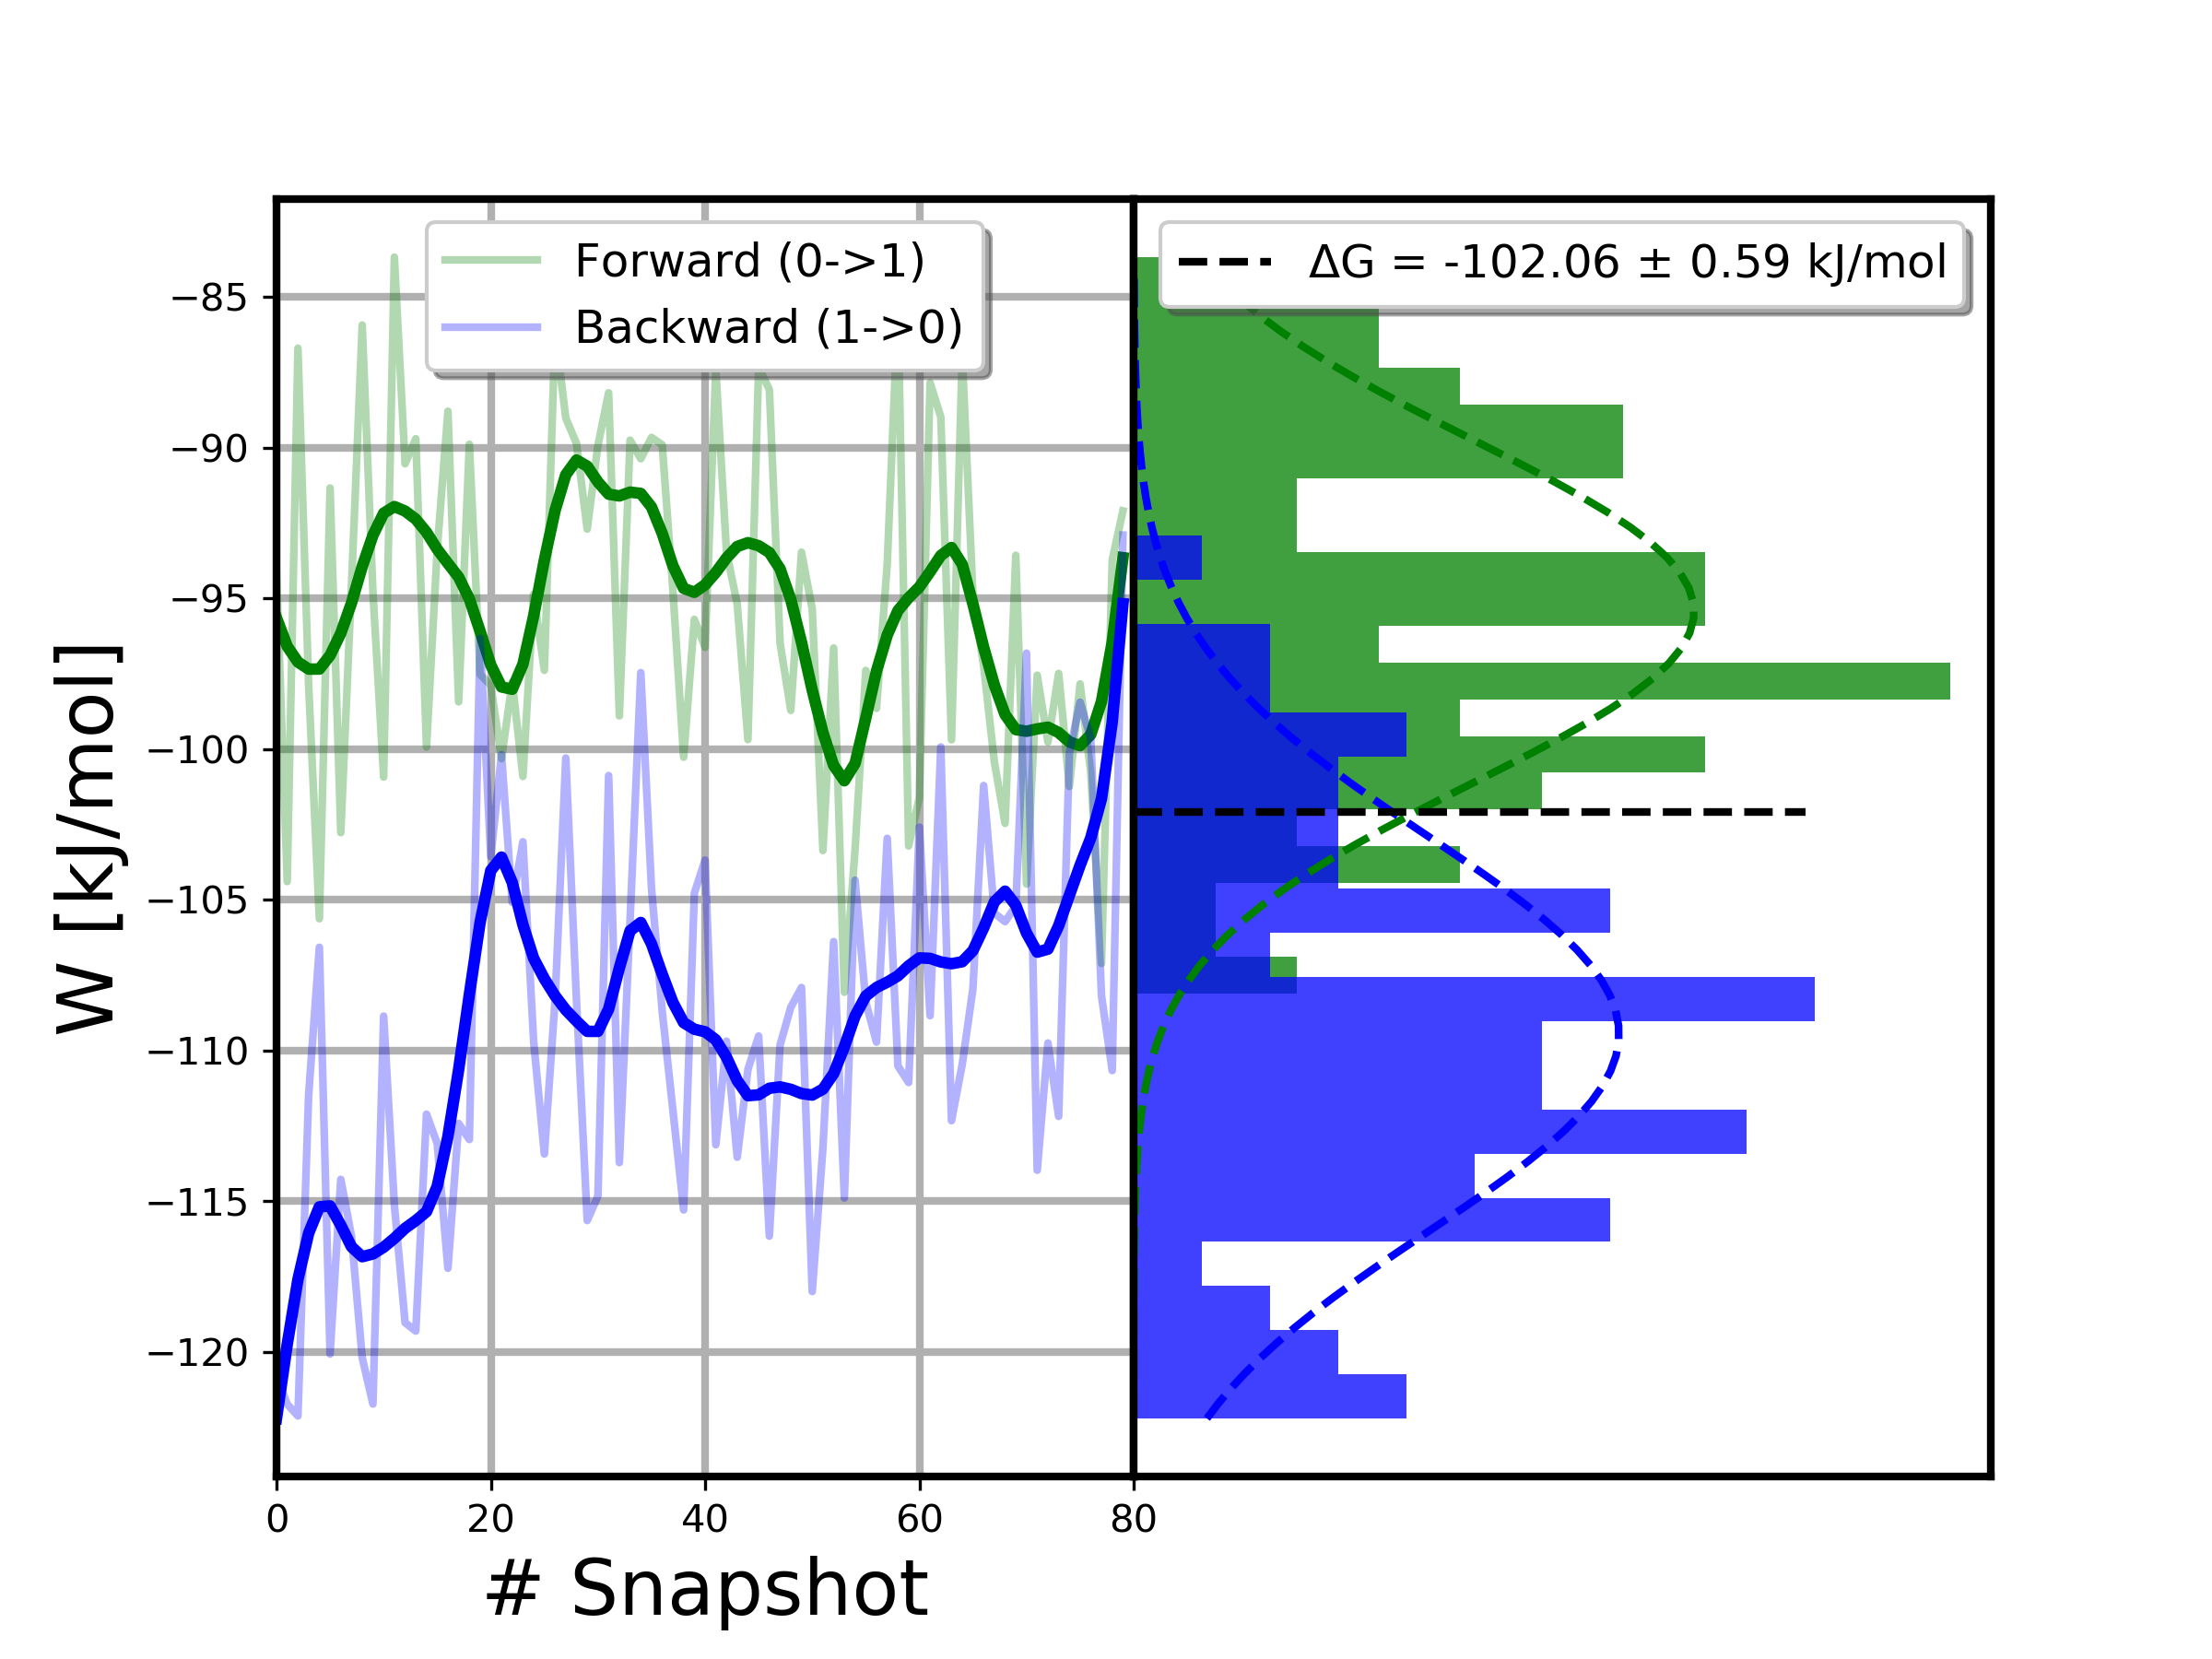 Forward (0->1)
Backward (1->0)
ΔG = -102.06 ± 0.59 kJ/mol
−85
−90
−95
−100
−105
−110
−115
−120
W [kJ/mol]
0 20 40 60 80
# Snapshot